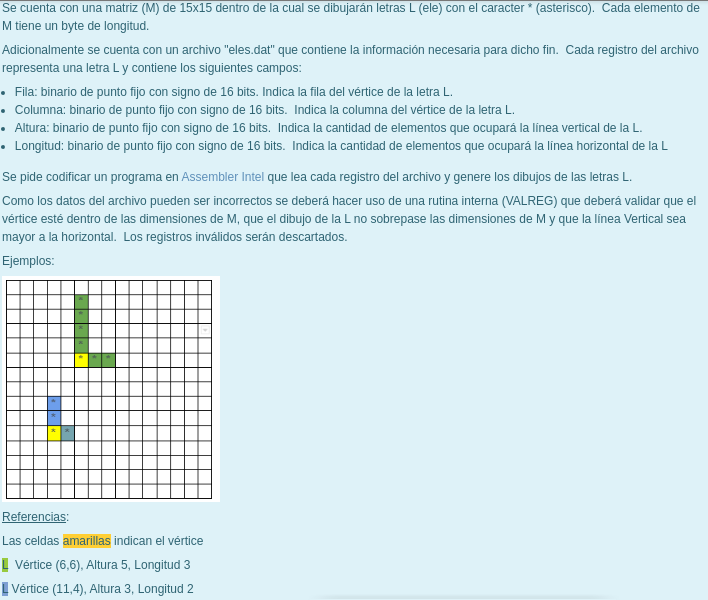 Se cuenta con una matriz (M) de 15x15 dentro de la cual se dibujarán letras L (ele) con el caracter * (asterisco).  Cada elemento de
M tiene un byte de longitud.
Adicionalmente se cuenta con un archivo "eles.dat" que contiene la información necesaria para dicho fin.  Cada registro del archivo
representa una letra L y contiene los siguientes campos:
• Fila: binario de punto fijo con signo de 16 bits. Indica la fila del vértice de la letra L.
• Columna: binario de punto fijo con signo de 16 bits.  Indica la columna del vértice de la letra L.
• Altura: binario de punto fijo con signo de 16 bits.  Indica la cantidad de elementos que ocupará la línea vertical de la L.
• Longitud: binario de punto fijo con signo de 16 bits.  Indica la cantidad de elementos que ocupará la línea horizontal de la L
Se pide codificar un programa en Assembler Intel que lea cada registro del archivo y genere los dibujos de las letras L.
Como los datos del archivo pueden ser incorrectos se deberá hacer uso de una rutina interna (VALREG) que deberá validar que el
vértice esté dentro de las dimensiones de M, que el dibujo de la L no sobrepase las dimensiones de M y que la línea Vertical sea
mayor a la horizontal.  Los registros inválidos serán descartados.
Ejemplos:
*
*
*
*
* * *
*
*
* *
Referencias:
Las celdas amarillas indican el vértice
L  Vértice (6,6), Altura 5, Longitud 3
L Vértice (11,4), Altura 3, Longitud 2